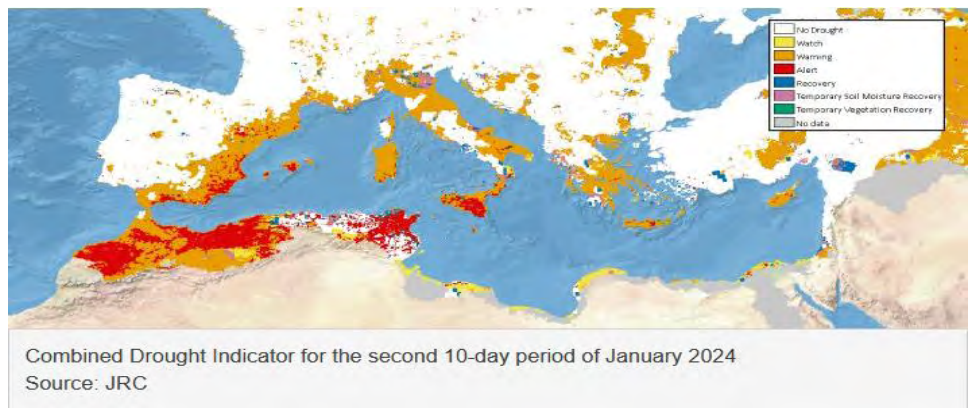 No Drought
Watch
Warning
Alert
Recovery
Temporary Soil Moisture Recovery
Temporary Vegetation Recovery
No data
Combined Drought Indicator for the second 10-day period of January 2024
Source: JRC